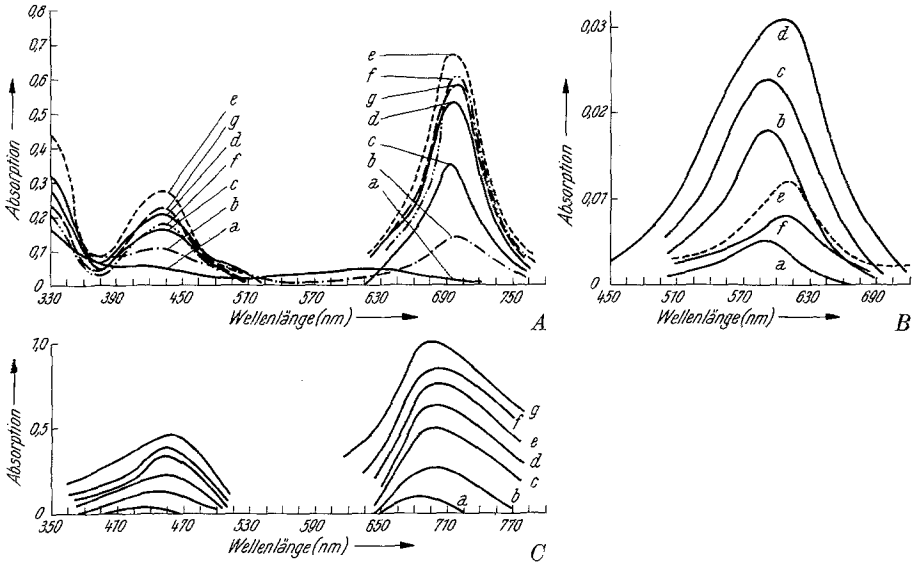 0,8
0,7
0,6
0,5
0,4
0,3
0,2
0,1
0
Absorption
e
g
d
f
c
b
a
e
f
g
d
c
b
a
330 390 450 510 570 630 690 750
Wellenlänge(nm)
A
0,03
0,02
0,01
0
Absorption
d
c
b
e
f
a
450 510 570 630 690
Wellenlänge(nm)
B
1,0
0,5
0
Absorption
g
f
e
d
c
b
a
350 410 470 530 590 650 710 770
Wellenlänge(nm)
C